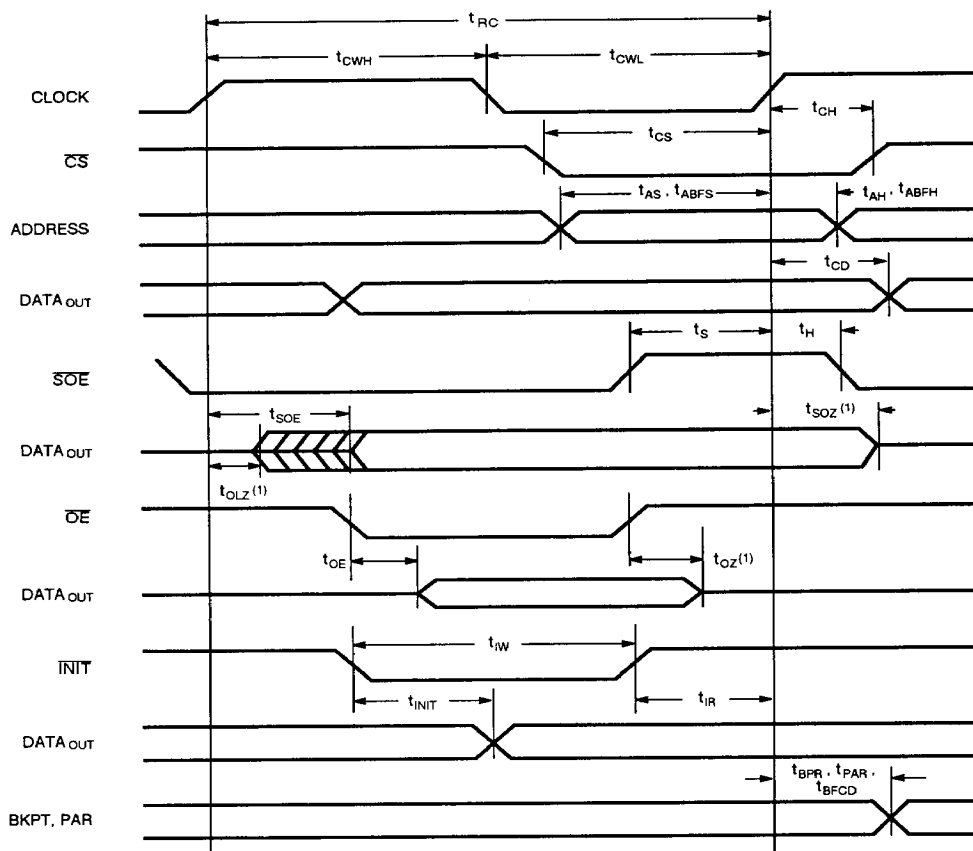 tRC
tCWH
tCWL
CLOCK
tCH
tCS
CS
tAS , tABFS
tAH , tABFH
ADDRESS
tCD
DATA OUT
tS
tH
SOE
tSOE
tSOZ(1)
DATA OUT
tOLZ(1)
OE
tOE
tOZ(1)
DATA OUT
tIW
INIT
tINIT
tIR
DATA OUT
tBPR , tPAR ,
tBFCD
BKPT, PAR